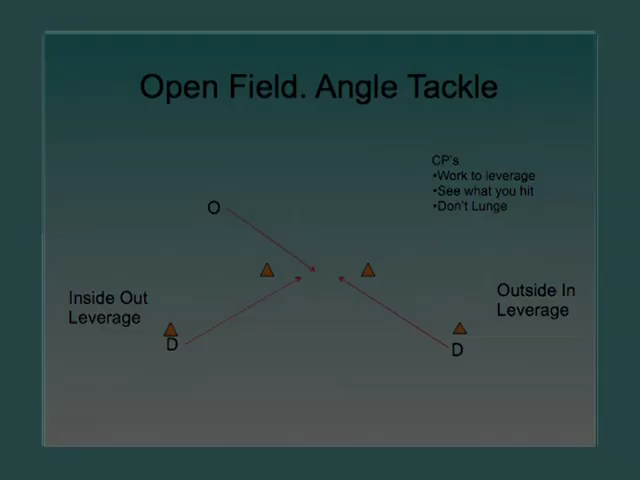 Open Field. Angle Tackle
CP's
•Work to leverage
•See what you hit
•Don't Lunge
O
Inside Out
Leverage
Outside In
Leverage
D
D